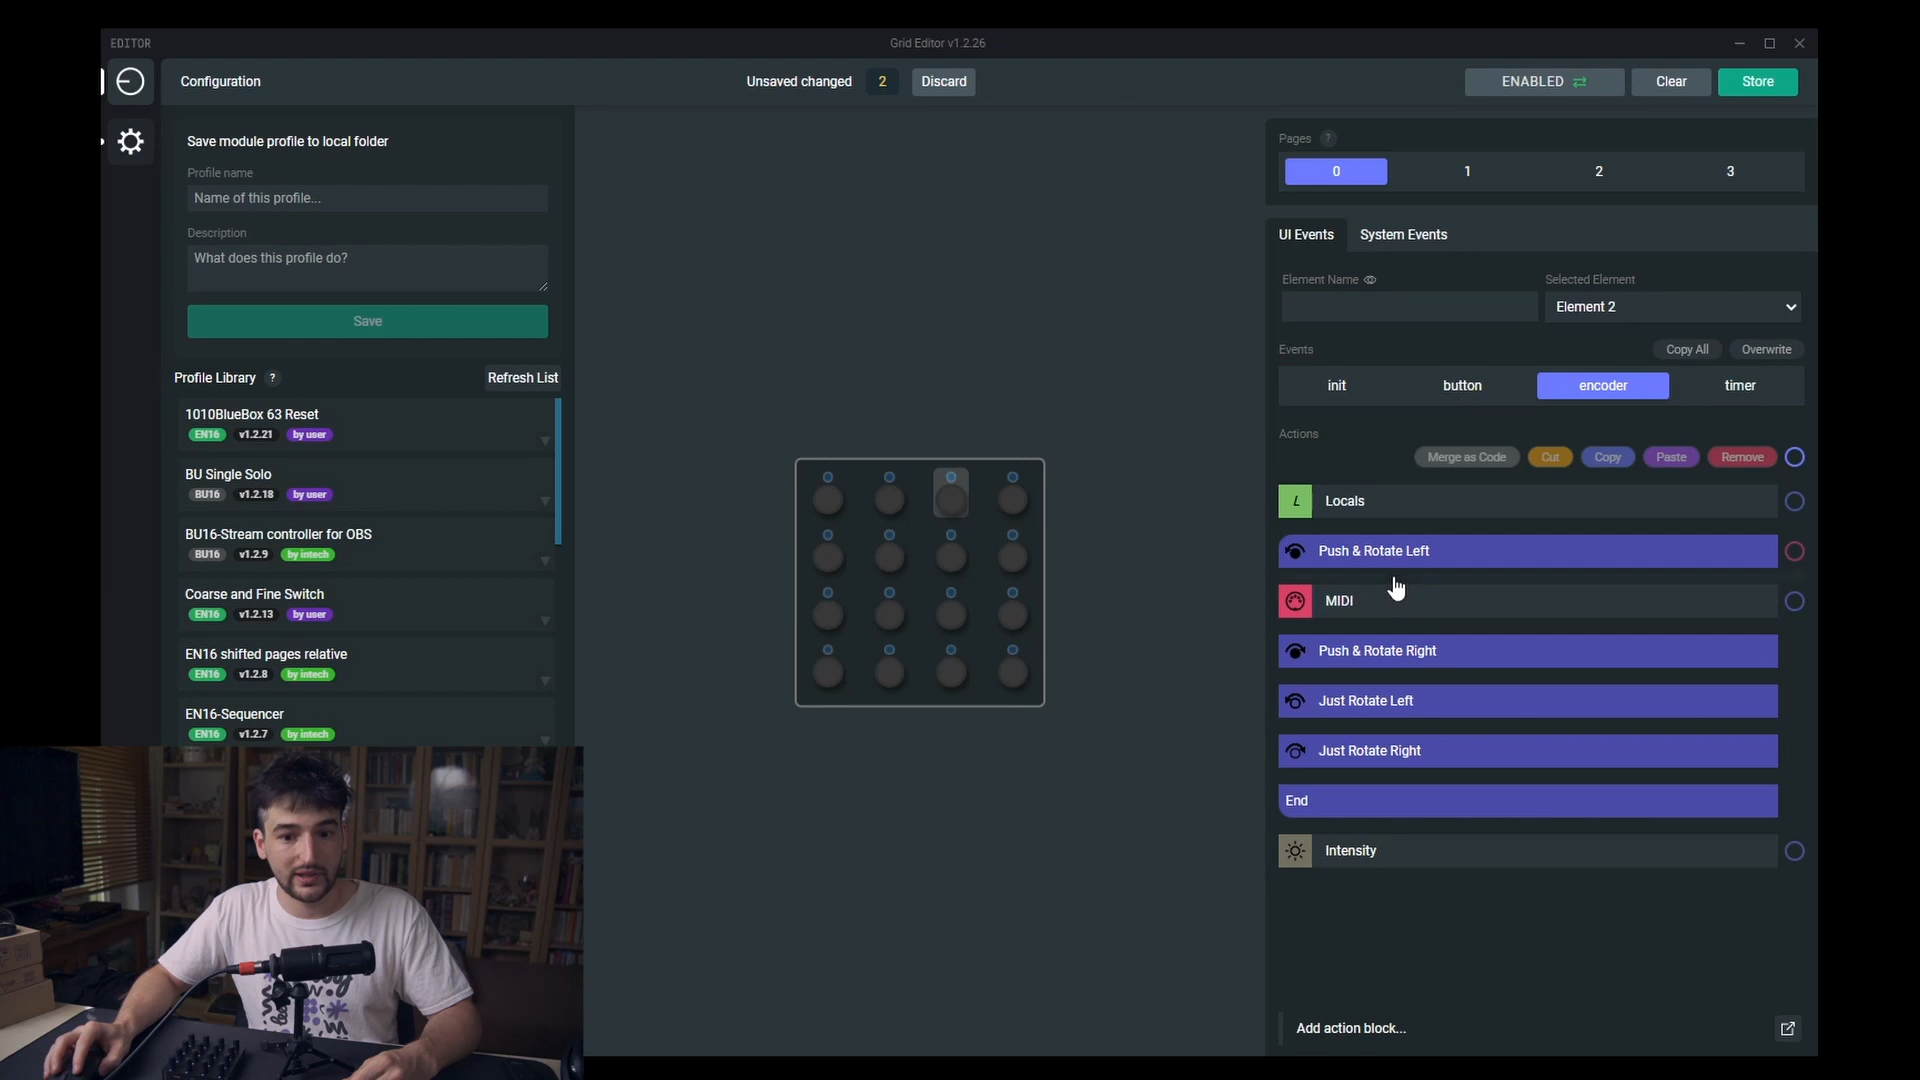 EDITOR
Grid Editor v1.2.26
Configuration
Unsaved changed 2 Discard
ENABLED Clear Store
Save module profile to local folder
Profile name
Name of this profile...
Description
What does this profile do?
Save
Profile Library ? Refresh List
1010BlueBox 63 Reset
EN16 v1.2.21 by user
BU Single Solo
BU16 v1.2.18 by user
BU16-Stream controller for OBS
BU16 v1.2.9 by intech
Coarse and Fine Switch
EN16 v1.2.13 by user
EN16 shifted pages relative
EN16 v1.2.8 by intech
EN16-Sequencer
EN16 v1.2.7 by intech
Pages ?
0 1 2 3
UI Events System Events
Element Name Selected Element
Element 2
Events Copy All Overwrite
init button encoder timer
Actions
Merge as Code Cut Copy Paste Remove
L Locals
Push & Rotate Left
MIDI
Push & Rotate Right
Just Rotate Left
Just Rotate Right
End
Intensity
Add action block...